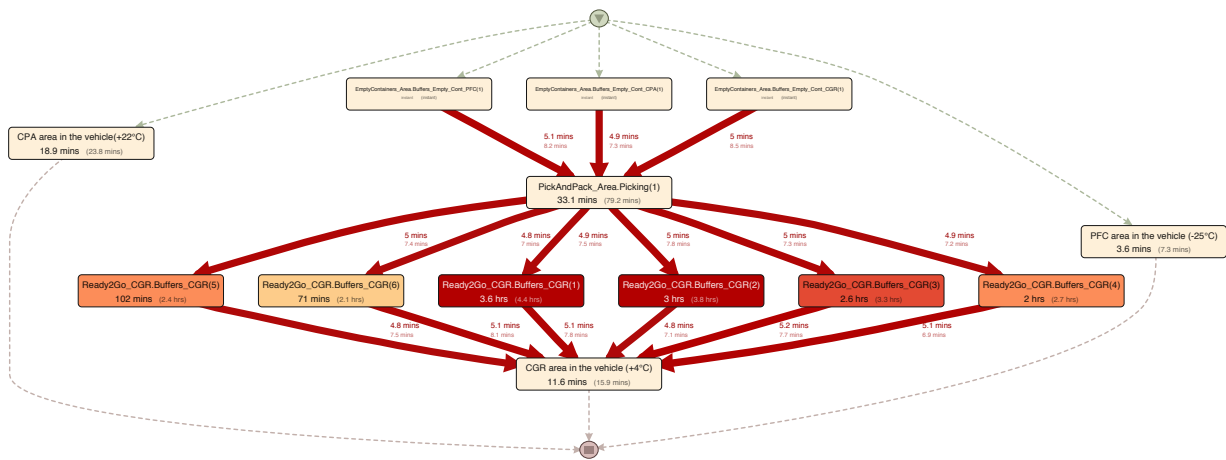 EmptyContainers_Area.Buffers_Empty_Cont_PFC(1)
instant (instant)
EmptyContainers_Area.Buffers_Empty_Cont_CPA(1)
instant (instant)
EmptyContainers_Area.Buffers_Empty_Cont_CGR(1)
instant (instant)
CPA area in the vehicle(+22°C)
18.9 mins (23.8 mins)
5.1 mins
8.2 mins
4.9 mins
7.3 mins
5 mins
8.5 mins
PickAndPack_Area.Picking(1)
33.1 mins (79.2 mins)
PFC area in the vehicle (-25°C)
3.6 mins (7.3 mins)
5 mins
7.4 mins
4.8 mins
7 mins
4.9 mins
7.5 mins
5 mins
7.8 mins
5 mins
7.3 mins
4.9 mins
7.2 mins
Ready2Go_CGR.Buffers_CGR(5)
102 mins (2.4 hrs)
Ready2Go_CGR.Buffers_CGR(6)
71 mins (2.1 hrs)
Ready2Go_CGR.Buffers_CGR(1)
3.6 hrs (4.4 hrs)
Ready2Go_CGR.Buffers_CGR(2)
3 hrs (3.8 hrs)
Ready2Go_CGR.Buffers_CGR(3)
2.6 hrs (3.3 hrs)
Ready2Go_CGR.Buffers_CGR(4)
2 hrs (2.7 hrs)
4.8 mins
7.5 mins
5.1 mins
8.1 mins
5.1 mins
7.8 mins
4.8 mins
7.1 mins
5.2 mins
7.7 mins
5.1 mins
6.9 mins
CGR area in the vehicle (+4°C)
11.6 mins (15.9 mins)